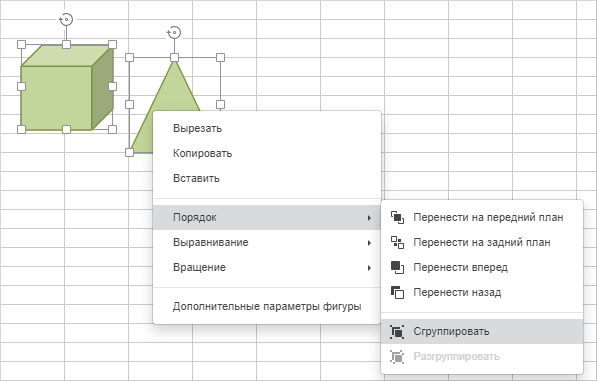 Вырезать
Копировать
Вставить
Порядок
Выравнивание
Вращение
Дополнительные параметры фигуры
Перенести на передний план
Перенести на задний план
Перенести вперед
Перенести назад
Сгруппировать
Разгруппировать